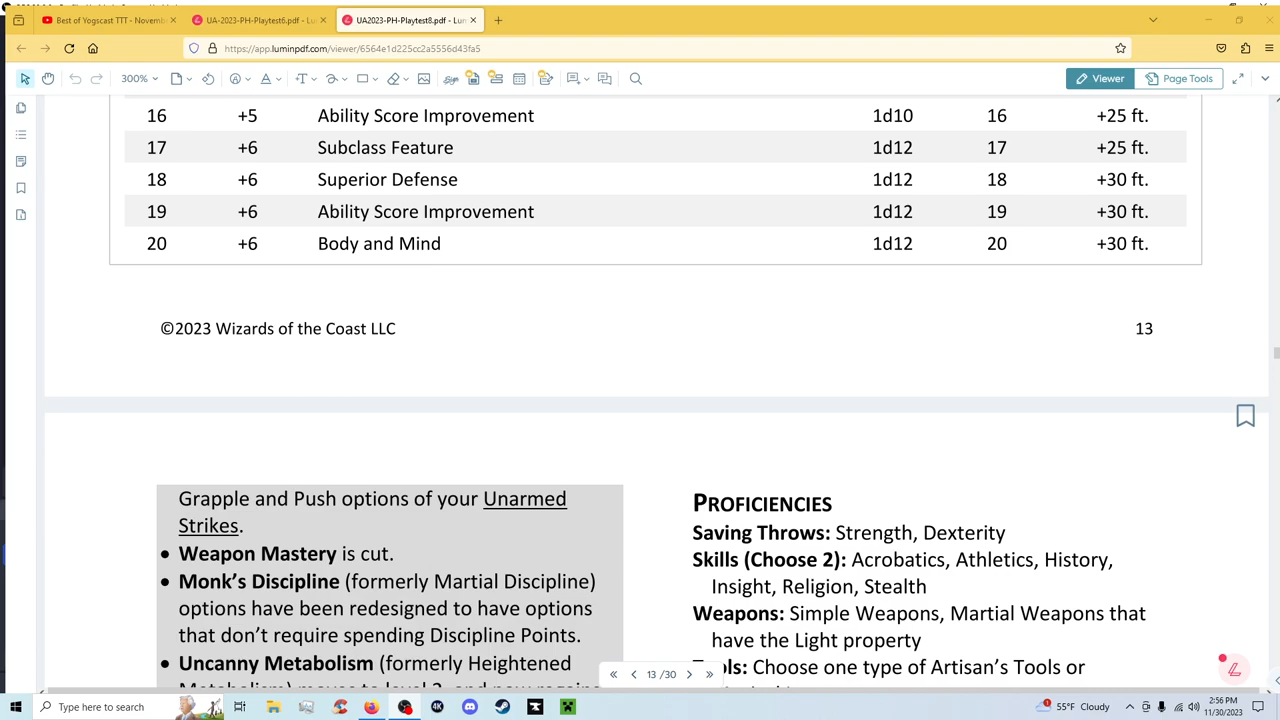 Best of Yogscast TTT - Novemb
UA-2023-PH-Playtest6.pdf - Lu
UA2023-PH-Playtest8.pdf - Lum
https://app.luminpdf.com/viewer/6564e1d225cc2a5556d43fa5
300%
Viewer
Page Tools
16 +5 Ability Score Improvement 1d10 16 +25 ft.
17 +6 Subclass Feature 1d12 17 +25 ft.
18 +6 Superior Defense 1d12 18 +30 ft.
19 +6 Ability Score Improvement 1d12 19 +30 ft.
20 +6 Body and Mind 1d12 20 +30 ft.
©2023 Wizards of the Coast LLC 13
Grapple and Push options of your Unarmed
Strikes.
• Weapon Mastery is cut.
• Monk’s Discipline (formerly Martial Discipline)
options have been redesigned to have options
that don’t require spending Discipline Points.
• Uncanny Metabolism (formerly Heightened
PROFICIENCIES
Saving Throws: Strength, Dexterity
Skills (Choose 2): Acrobatics, Athletics, History,
Insight, Religion, Stealth
Weapons: Simple Weapons, Martial Weapons that
have the Light property
Tools: Choose one type of Artisan’s Tools or
13 /30
Type here to search
55°F Cloudy
2:56 PM
11/30/2023